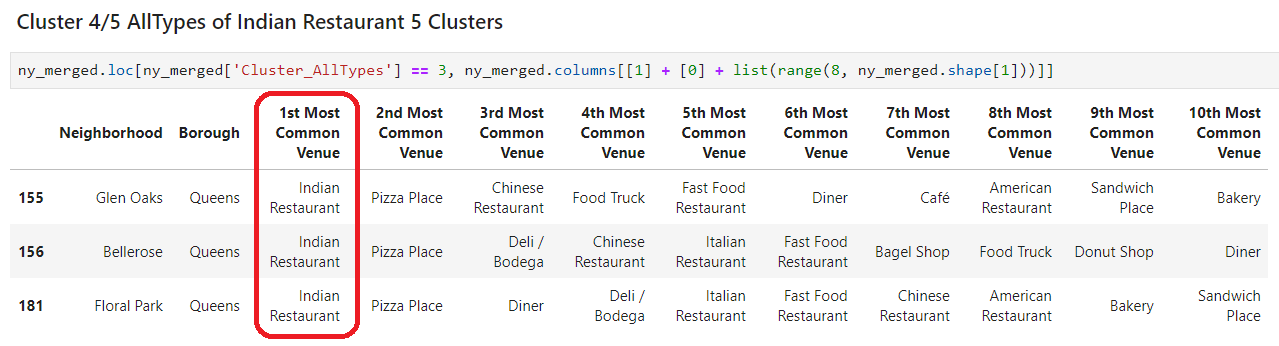 Cluster 4/5 AllTypes of Indian Restaurant 5 Clusters
ny_merged.loc[ny_merged['Cluster_AllTypes'] == 3, ny_merged.columns[[1] + [0] + list(range(8, ny_merged.shape[1]))]]
Neighborhood Borough 1st Most Common Venue 2nd Most Common Venue 3rd Most Common Venue 4th Most Common Venue 5th Most Common Venue 6th Most Common Venue 7th Most Common Venue 8th Most Common Venue 9th Most Common Venue 10th Most Common Venue
155 Glen Oaks Queens Indian Restaurant Pizza Place Chinese Restaurant Food Truck Fast Food Restaurant Diner Café American Restaurant Sandwich Place Bakery
156 Bellerose Queens Indian Restaurant Pizza Place Deli / Bodega Chinese Restaurant Italian Restaurant Fast Food Restaurant Bagel Shop Food Truck Donut Shop Diner
181 Floral Park Queens Indian Restaurant Pizza Place Diner Deli / Bodega Italian Restaurant Fast Food Restaurant Chinese Restaurant American Restaurant Bakery Sandwich Place